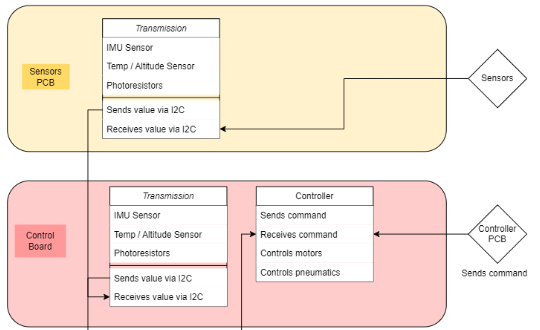 Transmission
IMU Sensor
Temp / Altitude Sensor
Photoresistors
Sends value via I2C
Receives value via I2C
Sensors
PCB
Sensors
Transmission
IMU Sensor
Temp / Altitude Sensor
Photoresistors
Sends value via I2C
Receives value via I2C
Controller
Sends command
Receives command
Controls motors
Controls pneumatics
Control
Board
Controller
PCB
Sends command